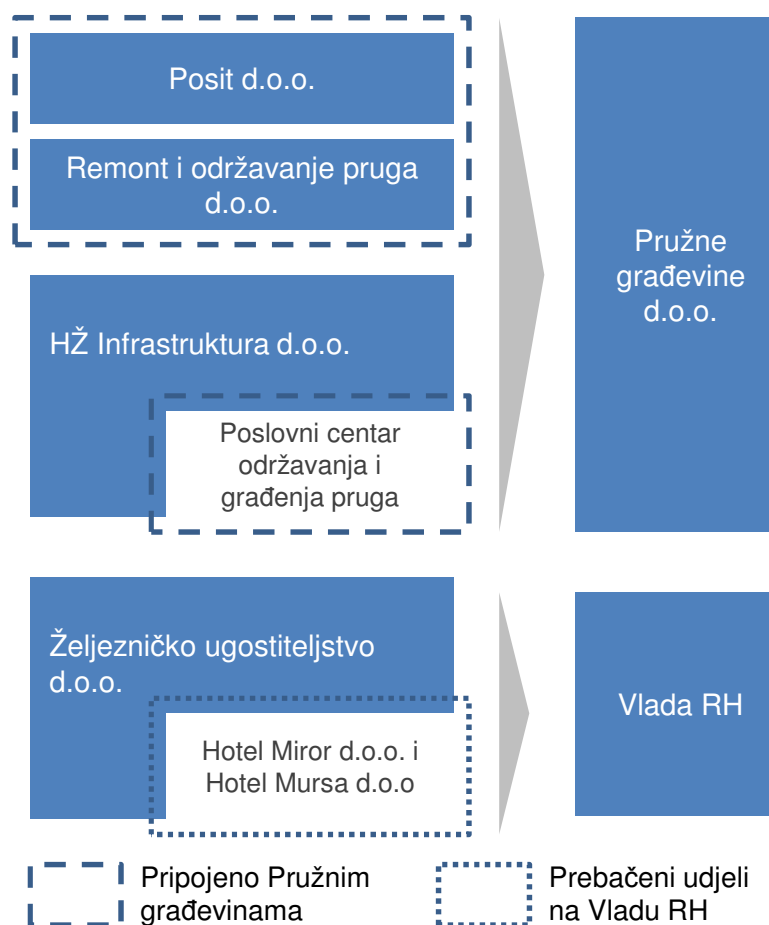 Posit d.o.o.
Remont i održavanje pruga
d.o.o.
HŽ Infrastruktura d.o.o.
Poslovni centar
održavanja i
građenja pruga
Pružne
građevine
d.o.o.
Željezničko ugostiteljstvo
d.o.o.
Hotel Miror d.o.o. i
Hotel Mursa d.o.o
Vlada RH
Pripojeno Pružnim
građevinama
Prebačeni udjeli
na Vladu RH